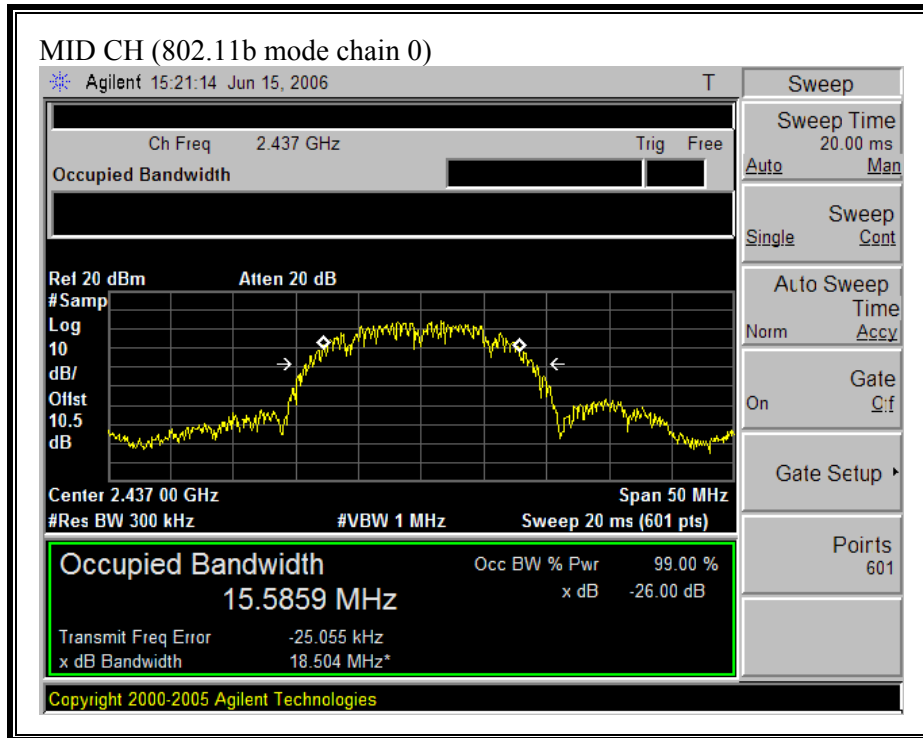 MID CH (802.11b mode chain 0)
Agilent 15:21:14 Jun 15, 2006 T
Ch Freq 2.437 GHz Trig Free
Occupied Bandwidth
Ref 20 dBm Atten 20 dB
#Samp
Log
10
dB/
Offst
10.5
dB
Center 2.437 00 GHz Span 50 MHz
#Res BW 300 kHz #VBW 1 MHz Sweep 20 ms (601 pts)
Occupied Bandwidth Occ BW % Pwr 99.00 %
15.5859 MHz x dB -26.00 dB
Transmit Freq Error -25.055 kHz
x dB Bandwidth 18.504 MHz*
Copyright 2000-2005 Agilent Technologies
Sweep
Sweep Time
20.00 ms
Auto Man
Sweep
Single Cont
Auto Sweep
Time
Norm Accy
Gate
On Off
Gate Setup
Points
601